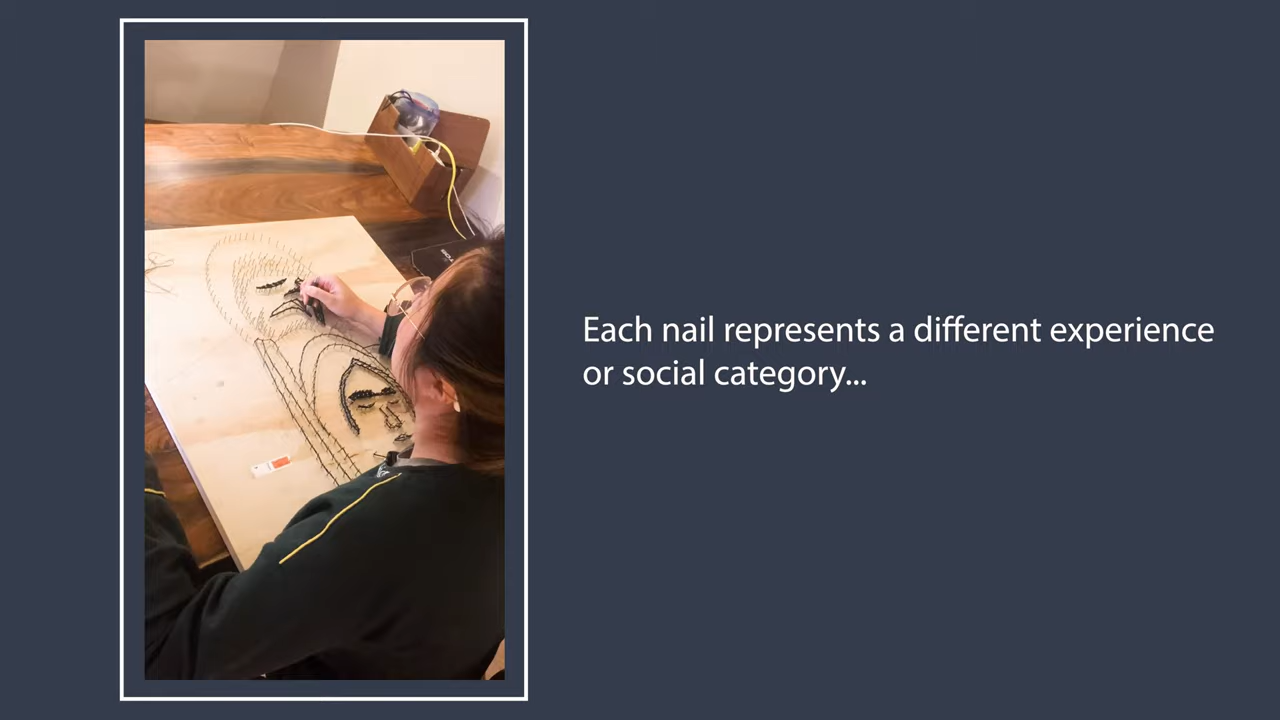 Each nail represents a different experience
or social category...